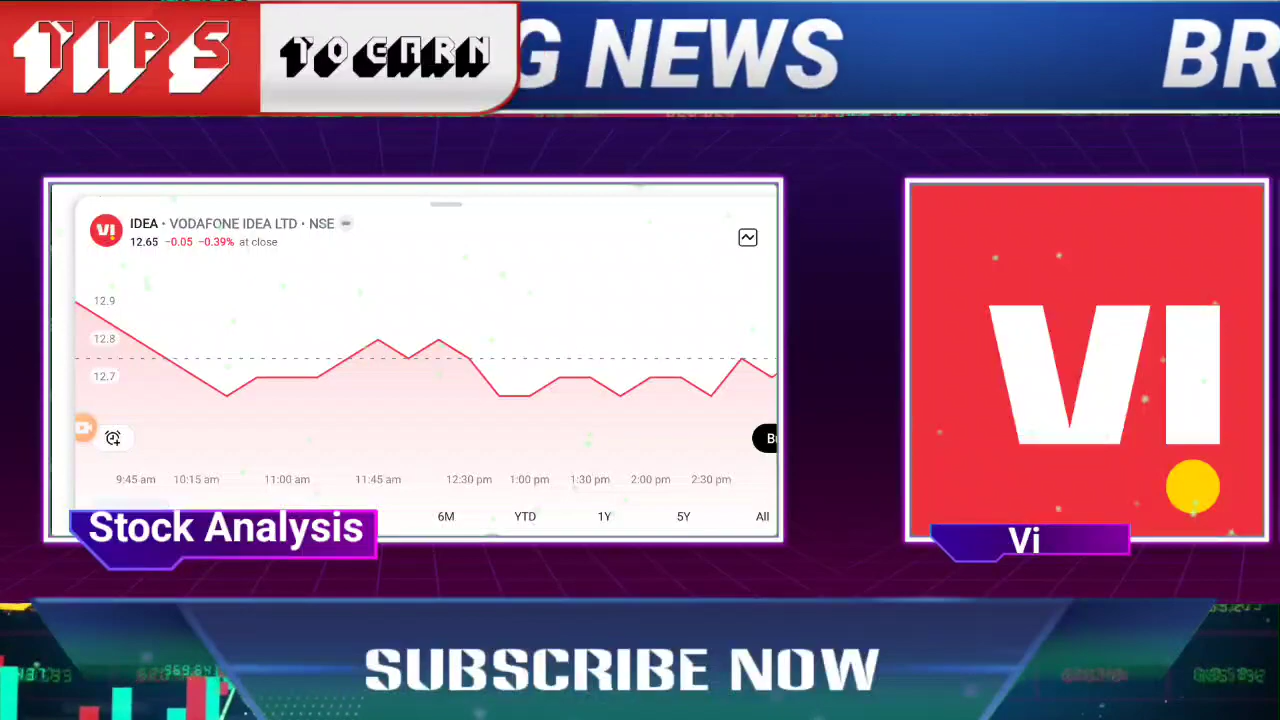 TIPS
TO EARN
G NEWS
BR
IDEA • VODAFONE IDEA LTD • NSE
12.65 −0.05 −0.39% at close
12.9
12.8
12.7
9:45 am 10:15 am 11:00 am 11:45 am 12:30 pm 1:00 pm 1:30 pm 2:00 pm 2:30 pm
6M YTD 1Y 5Y All
Stock Analysis
VI
Vi
SUBSCRIBE NOW